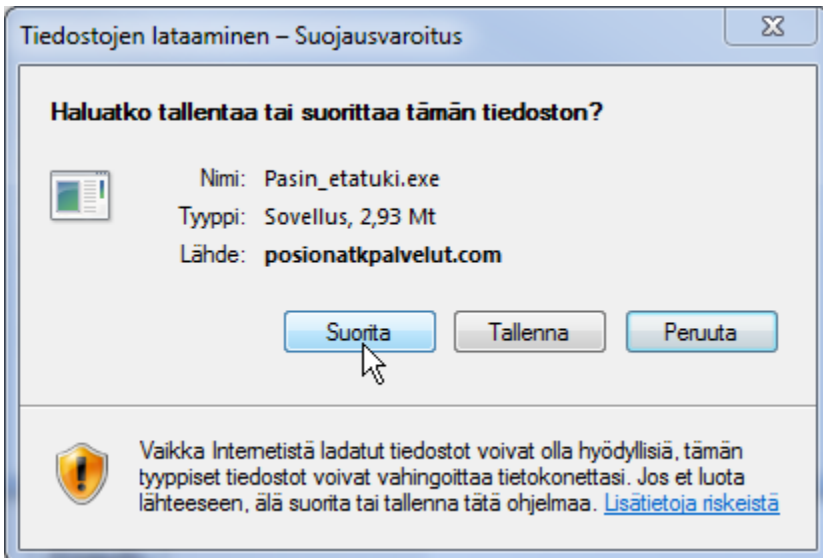 Tiedostojen lataaminen – Suojausvaroitus
Haluatko tallentaa tai suorittaa tämän tiedoston?
Nimi: Pasin_etatuki.exe
Tyyppi: Sovellus, 2,93 Mt
Lähde: posionatkpalvelut.com
Suorita Tallenna Peruuta
Vaikka Internetistä ladatut tiedostot voivat olla hyödyllisiä, tämän
tyyppiset tiedostot voivat vahingoittaa tietokonettasi. Jos et luota
lähteeseen, älä suorita tai tallenna tätä ohjelmaa. Lisätietoja riskeistä